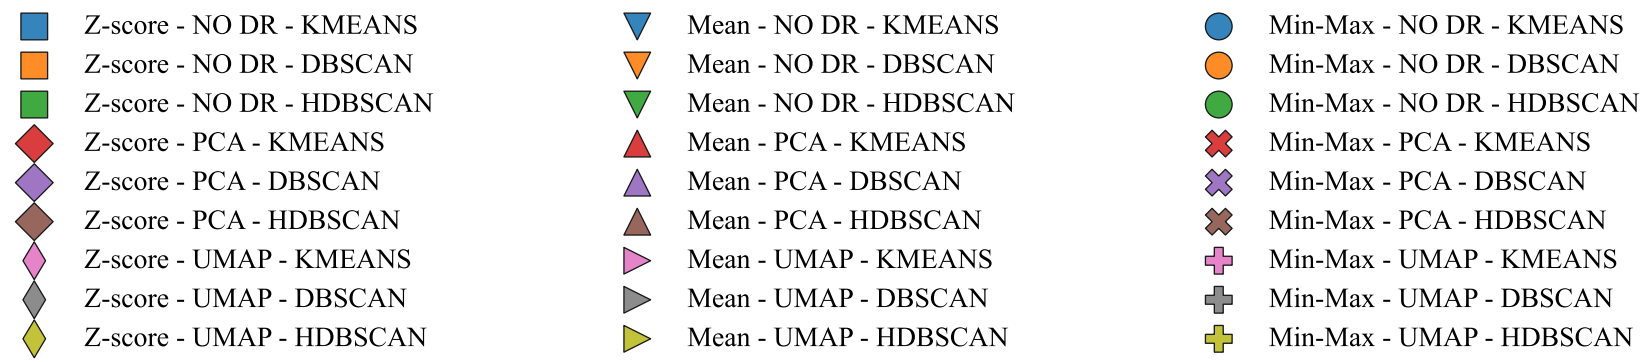 Z-score - NO DR - KMEANS
Z-score - NO DR - DBSCAN
Z-score - NO DR - HDBSCAN
Z-score - PCA - KMEANS
Z-score - PCA - DBSCAN
Z-score - PCA - HDBSCAN
Z-score - UMAP - KMEANS
Z-score - UMAP - DBSCAN
Z-score - UMAP - HDBSCAN
Mean - NO DR - KMEANS
Mean - NO DR - DBSCAN
Mean - NO DR - HDBSCAN
Mean - PCA - KMEANS
Mean - PCA - DBSCAN
Mean - PCA - HDBSCAN
Mean - UMAP - KMEANS
Mean - UMAP - DBSCAN
Mean - UMAP - HDBSCAN
Min-Max - NO DR - KMEANS
Min-Max - NO DR - DBSCAN
Min-Max - NO DR - HDBSCAN
Min-Max - PCA - KMEANS
Min-Max - PCA - DBSCAN
Min-Max - PCA - HDBSCAN
Min-Max - UMAP - KMEANS
Min-Max - UMAP - DBSCAN
Min-Max - UMAP - HDBSCAN